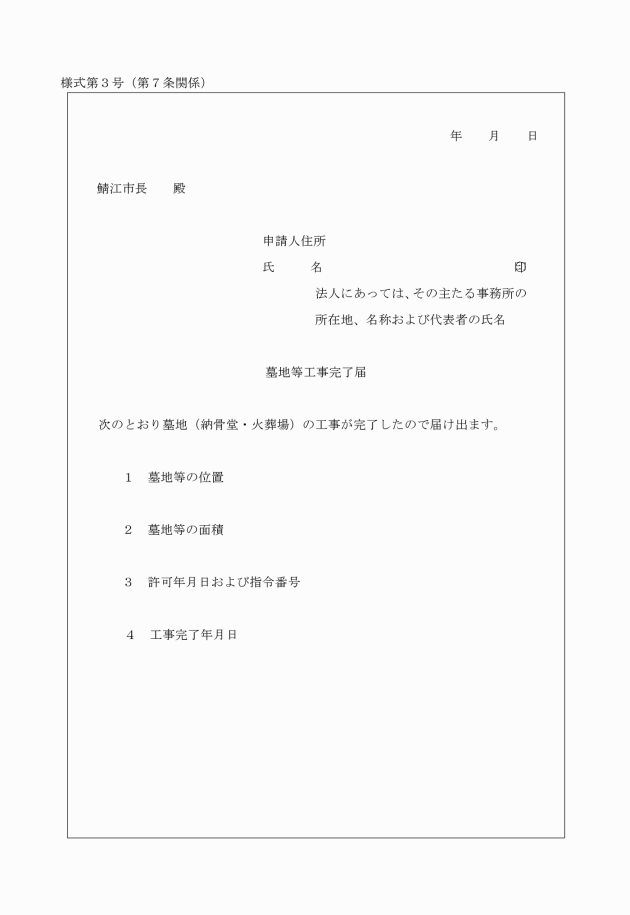 様式第３号（第７条関係）
年　　月　　日
鯖江市長　　殿
申請人住所
氏　　　名　　　　　　　　　　　　　　　印
法人にあっては、その主たる事務所の
所在地、名称および代表者の氏名
墓地等工事完了届
次のとおり墓地（納骨堂・火葬場）の工事が完了したので届け出ます。
１　墓地等の位置
２　墓地等の面積
３　許可年月日および指令番号
４　工事完了年月日